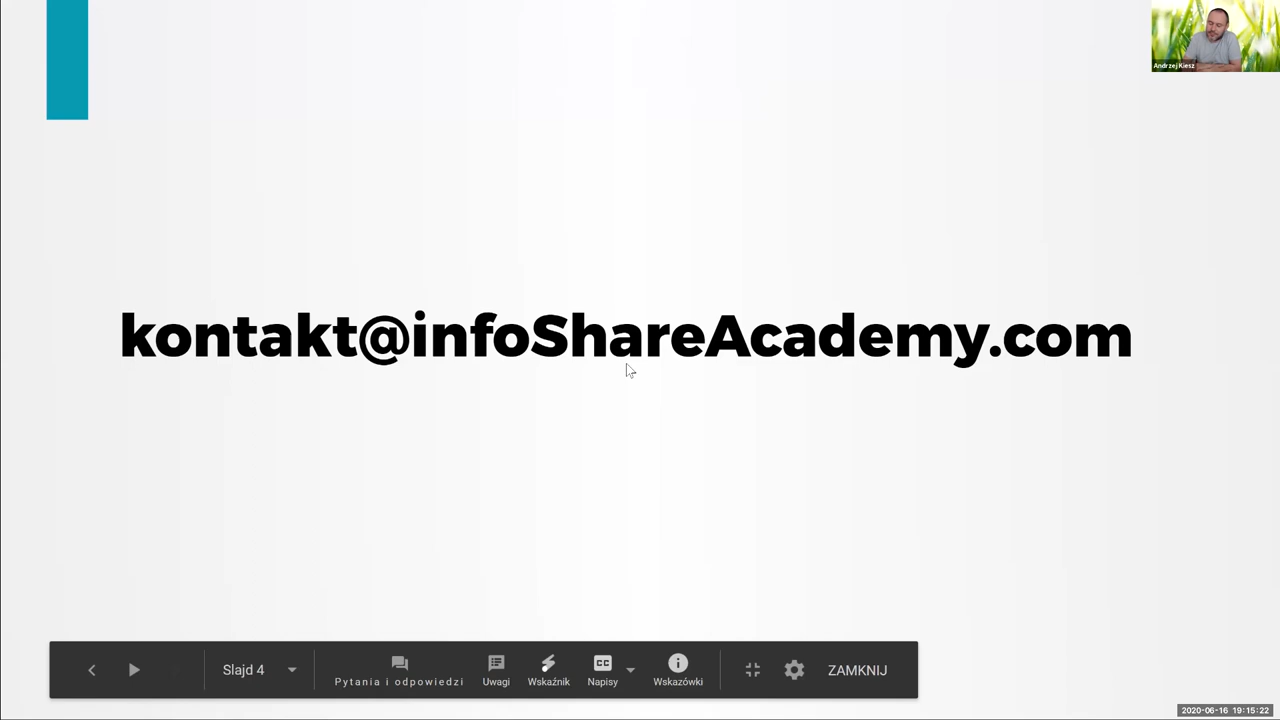 Andrzej Kiesz
kontakt@infoShareAcademy.com
Slajd 4
Pytania i odpowiedzi
Uwagi
Wskaźnik
CC
Napisy
Wskazówki
ZAMKNIJ
2020-06-16 19:15:22